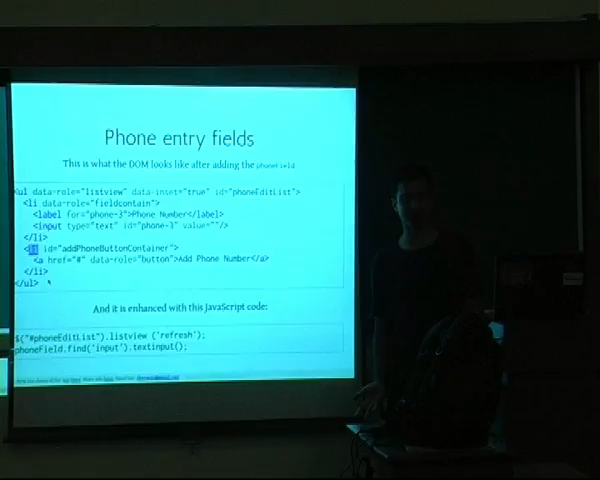 Phone entry fields
This is what the DOM looks like after adding the phoneField
<ul data-role="listview" data-inset="true" id="phoneEditList">
<li data-role="fieldcontain">
<label for="phone-3">Phone Number</label>
<input type="text" id="phone-3" value=""/>
</li>
<li id="addPhoneButtonContainer">
<a href="#" data-role="button">Add Phone Number</a>
</li>
</ul>
And it is enhanced with this JavaScript code:
$("#phoneEditList").listview ('refresh');
phoneField.find('input').textinput();